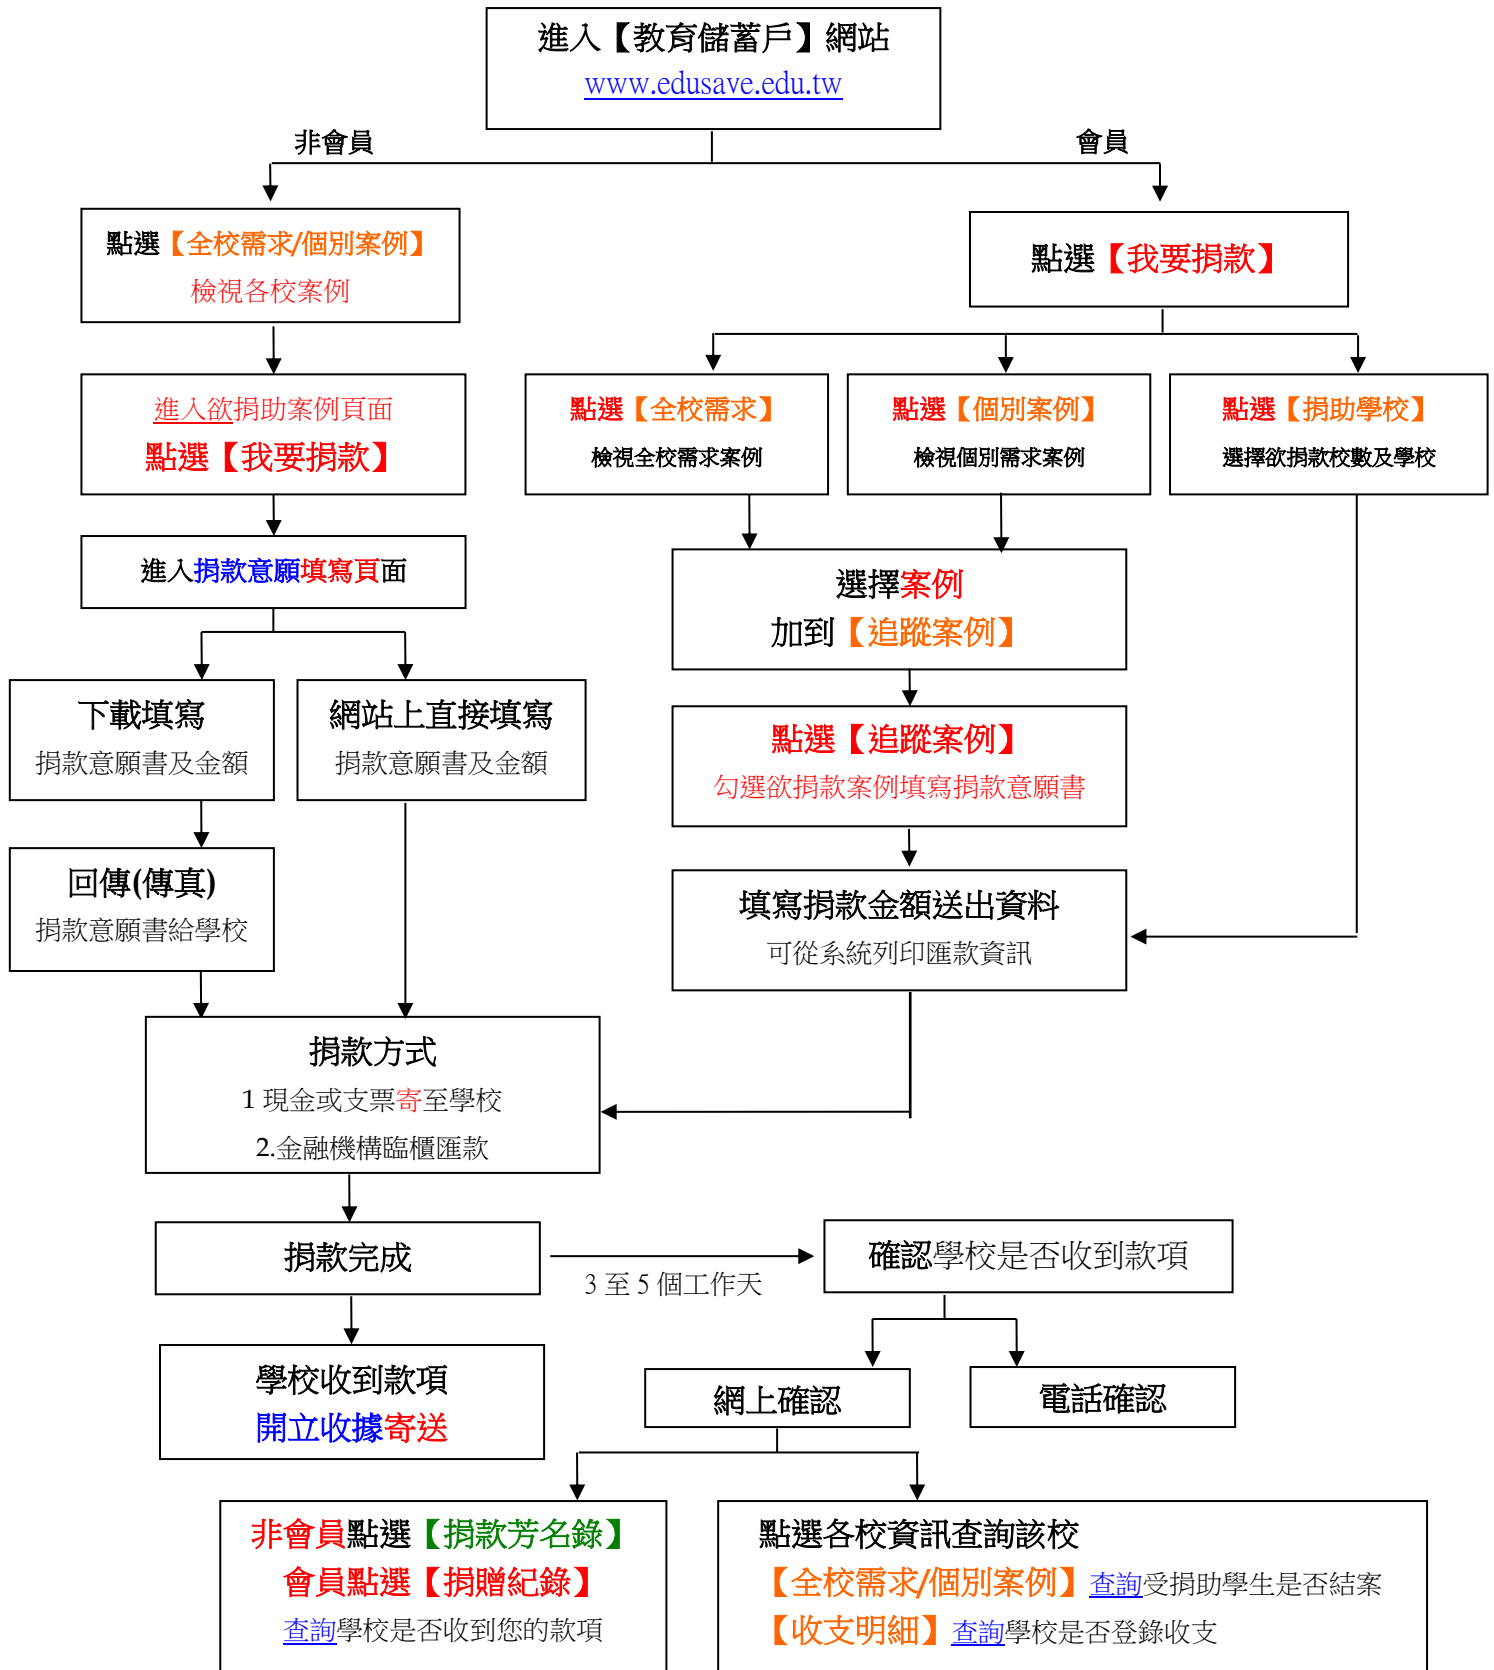 進入【教育儲蓄戶】網站
www.edusave.edu.tw
非會員
會員
點選【全校需求/個別案例】
檢視各校案例
點選【我要捐款】
進入欲捐助案例頁面
點選【我要捐款】
點選【全校需求】
檢視全校需求案例
點選【個別案例】
檢視個別需求案例
點選【捐助學校】
選擇欲捐款校數及學校
進入捐款意願填寫頁面
選擇案例
加到【追蹤案例】
下載填寫
捐款意願書及金額
網站上直接填寫
捐款意願書及金額
點選【追蹤案例】
勾選欲捐款案例填寫捐款意願書
回傳(傳真)
捐款意願書給學校
填寫捐款金額送出資料
可從系統列印匯款資訊
捐款方式
1 現金或支票寄至學校
2.金融機構臨櫃匯款
捐款完成
3 至 5 個工作天
確認學校是否收到款項
學校收到款項
開立收據寄送
網上確認
電話確認
非會員點選【捐款芳名錄】
會員點選【捐贈紀錄】
查詢學校是否收到您的款項
點選各校資訊查詢該校
【全校需求/個別案例】查詢受捐助學生是否結案
【收支明細】查詢學校是否登錄收支